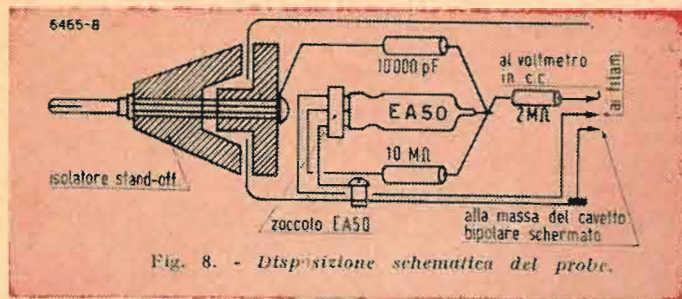 6465-8
10000 pF
al voltmetro
in c.c.
ai filam.
EA50
2MΩ
10 MΩ
isolatore stand-off
zoccolo EA50
alla massa del cavetto
bipolare schermato
Fig. 8. - Disposizione schematica del probe.